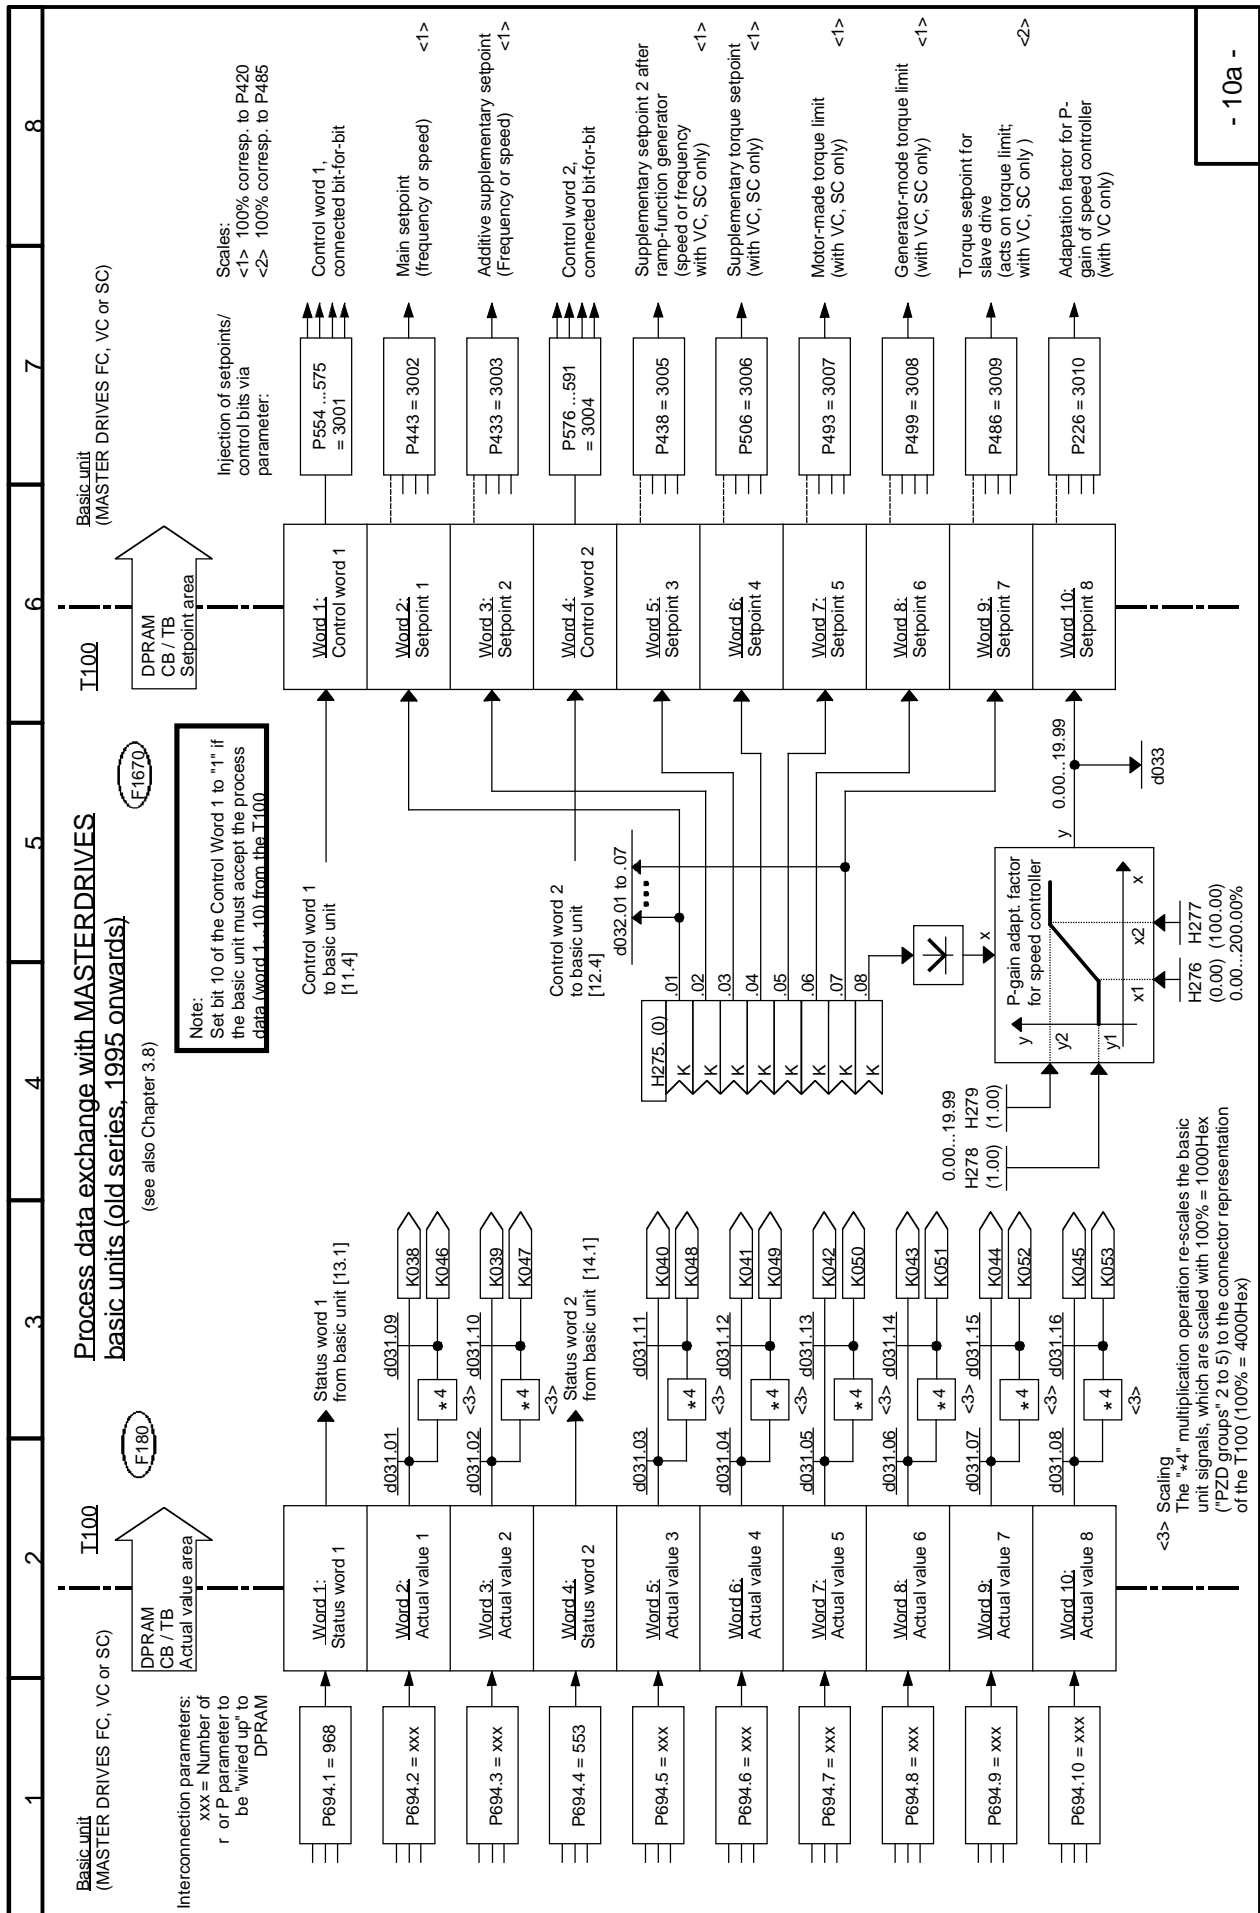 1
2
3
4
5
6
7
8
Process data exchange with MASTERDRIVES
basic units (old series, 1995 onwards)
(see also Chapter 3.8)
F180
F1670
Basic unit
(MASTER DRIVES FC, VC or SC)
T100
DPRAM
CB / TB
Actual value area
Interconnection parameters:
xxx = Number of
r or P parameter to
be "wired up" to
DPRAM
P694.1 = 968
P694.2 = xxx
P694.3 = xxx
P694.4 = 553
P694.5 = xxx
P694.6 = xxx
P694.7 = xxx
P694.8 = xxx
P694.9 = xxx
P694.10 = xxx
Word 1:
Status word 1
Word 2:
Actual value 1
Word 3:
Actual value 2
Word 4:
Status word 2
Word 5:
Actual value 3
Word 6:
Actual value 4
Word 7:
Actual value 5
Word 8:
Actual value 6
Word 9:
Actual value 7
Word 10:
Actual value 8
Status word 1
from basic unit [13.1]
d031.01
d031.09
K038
*4
<3>
K046
d031.02
d031.10
K039
*4
<3>
K047
Status word 2
from basic unit [14.1]
d031.03
d031.11
K040
*4
<3>
K048
d031.04
d031.12
K041
*4
<3>
K049
d031.05
d031.13
K042
*4
<3>
K050
d031.06
d031.14
K043
*4
<3>
K051
d031.07
d031.15
K044
*4
<3>
K052
d031.08
d031.16
K045
*4
<3>
K053
<3> Scaling
The "*4" multiplication operation re-scales the basic
unit signals, which are scaled with 100% = 1000Hex
("PZD groups" 2 to 5) to the connector representation
of the T100 (100% = 4000Hex)
Note:
Set bit 10 of the Control Word 1 to "1" if
the basic unit must accept the process
data (word 1...10) from the T100
Control word 1
to basic unit
[11.4]
Control word 2
to basic unit
[12.4]
d032.01 to .07
H275. (0)
K
.01
K
.02
K
.03
K
.04
K
.05
K
.06
K
.07
K
.08
x
P-gain adapt. factor
for speed controller
y
y2
y1
x1
x2
x
y
0.00...19.99
H278
(1.00)
H279
(1.00)
H276
(0.00)
H277
(100.00)
0.00...200.00%
0.00...19.99
d033
T100
Basic unit
(MASTER DRIVES FC, VC or SC)
DPRAM
CB / TB
Setpoint area
Word 1:
Control word 1
Word 2:
Setpoint 1
Word 3:
Setpoint 2
Word 4:
Control word 2
Word 5:
Setpoint 3
Word 6:
Setpoint 4
Word 7:
Setpoint 5
Word 8:
Setpoint 6
Word 9:
Setpoint 7
Word 10:
Setpoint 8
Injection of setpoints/
control bits via
parameter:
Scales:
<1> 100% corresp. to P420
<2> 100% corresp. to P485
P554 ...575
= 3001
Control word 1,
connected bit-for-bit
P443 = 3002
Main setpoint
(frequency or speed)
<1>
P433 = 3003
Additive supplementary setpoint
(Frequency or speed)
<1>
P576 ...591
= 3004
Control word 2,
connected bit-for-bit
P438 = 3005
Supplementary setpoint 2 after
ramp-function generator
(speed or frequency
with VC, SC only)
<1>
P506 = 3006
Supplementary torque setpoint
(with VC, SC only)
<1>
P493 = 3007
Motor-made torque limit
(with VC, SC only)
<1>
P499 = 3008
Generator-mode torque limit
(with VC, SC only)
<1>
P486 = 3009
Torque setpoint for
slave drive
(acts on torque limit;
with VC, SC only )
<2>
P226 = 3010
Adaptation factor for P-
gain of speed controller
(with VC only)
- 10a -